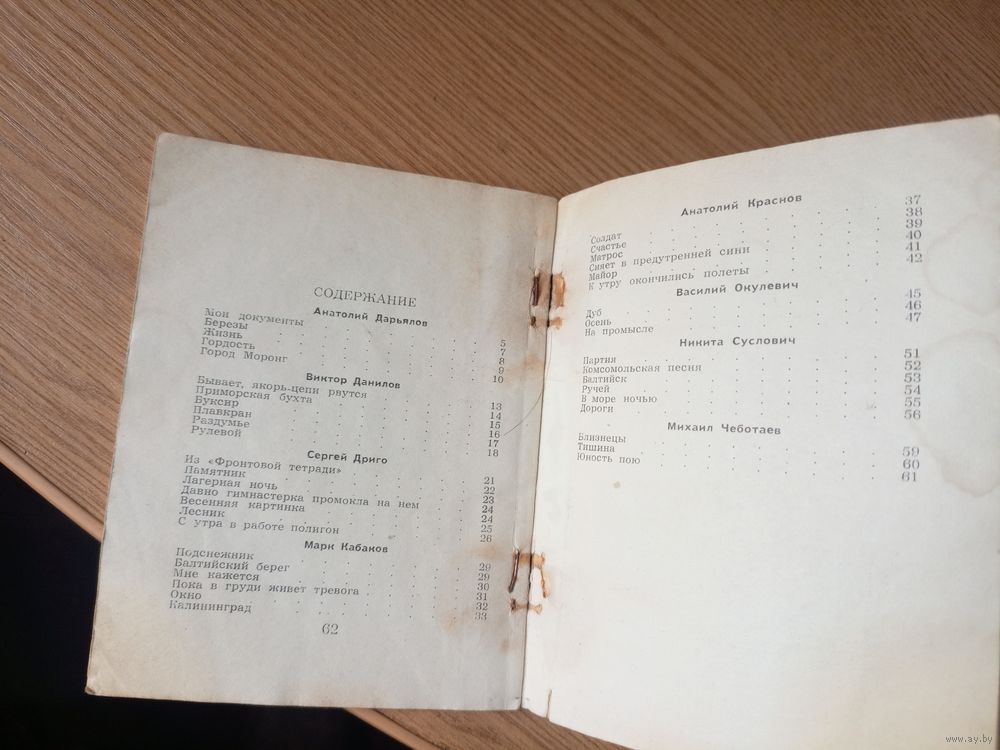 СОДЕРЖАНИЕ
Анатолий Дарьялов
Мои документы . . . 5
Березы . . . 7
Жизнь . . . 8
Гордость . . . 9
Город Моронг . . . 10
Виктор Данилов
Бывает, якорь-цепи рвутся . . . 13
Приморская бухта . . . 14
Буксир . . . 15
Плавкран . . . 16
Раздумье . . . 17
Рулевой . . . 18
Сергей Дриго
Из «Фронтовой тетради» . . . 21
Памятник . . . 22
Лагерная ночь . . . 23
Давно гимнастерка промокла на нем . . . 24
Весенняя картинка . . . 24
Лесник . . . 25
С утра в работе полигон . . . 26
Марк Кабаков
Подснежник . . . 29
Балтийский берег . . . 29
Мне кажется . . . 30
Пока в груди живет тревога . . . 31
Окно . . . 32
Калининград . . . 33
62
Анатолий Краснов
Солдат . . . 37
Счастье . . . 38
Матрос . . . 39
Сияет в предутренней сини . . . 40
Майор . . . 41
К утру окончились полеты . . . 42
Василий Окулевич
Дуб . . . 45
Осень . . . 46
На промысле . . . 47
Никита Суслович
Партия . . . 51
Комсомольская песня . . . 52
Балтийск . . . 53
Ручей . . . 54
В море ночью . . . 55
Дороги . . . 56
Михаил Чеботаев
Близнецы . . . 59
Тишина . . . 60
Юность пою . . . 61
www.ay.by